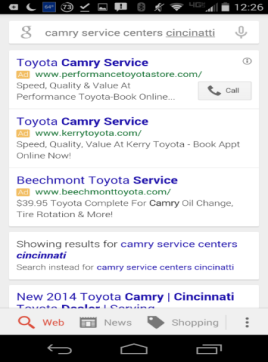 64° 73 4G 12:26
g camry service centers cincinatti
Toyota Camry Service
Ad www.performancetoyotastore.com/
Speed, Quality & Value At
Performance Toyota-Book Online...
Call
Toyota Camry Service
Ad www.kerrytoyota.com/
Speed, Quality, Value At Kerry Toyota - Book Appt
Online Now!
Beechmont Toyota Service
Ad www.beechmonttoyota.com/
$39.95 Toyota Complete For Camry Oil Change,
Tire Rotation & More!
Showing results for camry service centers
cincinnati
Search instead for camry service centers cincinatti
New 2014 Toyota Camry | Cincinnati
Toyota Dealer | Serving
Web News Shopping